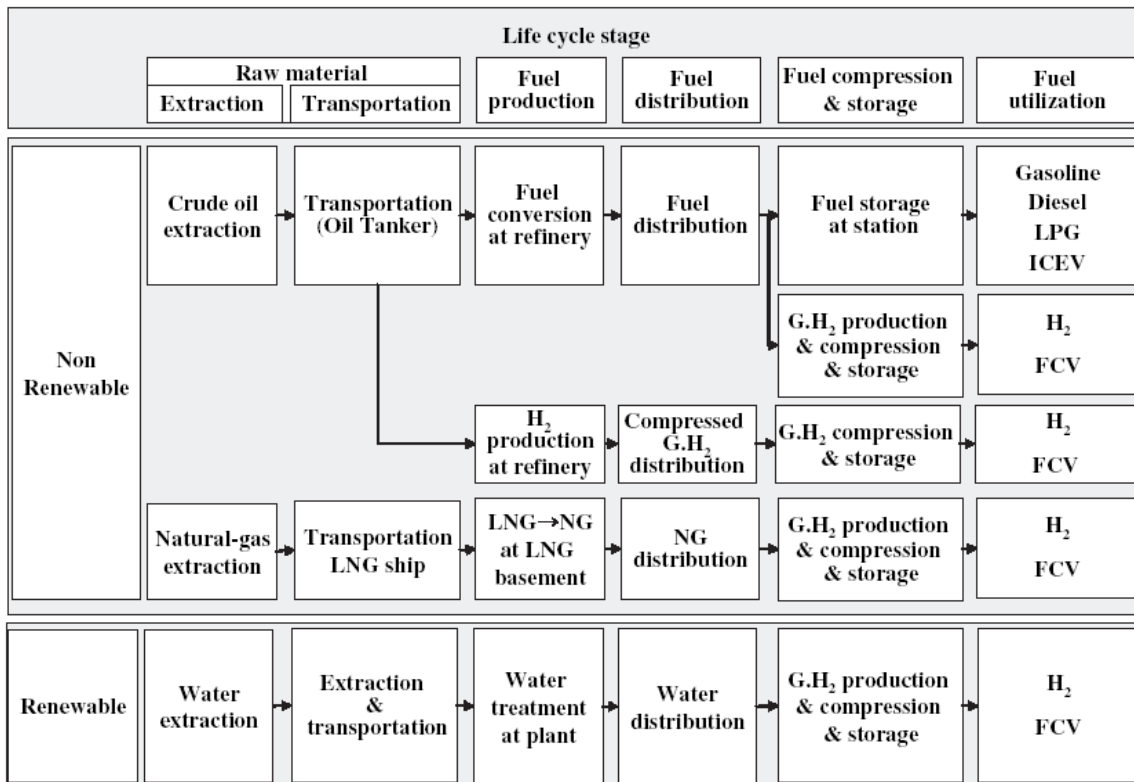 Life cycle stage
Raw material
Extraction
Transportation
Fuel
production
Fuel
distribution
Fuel compression
& storage
Fuel
utilization
Non
Renewable
Crude oil
extraction
Transportation
(Oil Tanker)
Fuel
conversion
at refinery
Fuel
distribution
Fuel storage
at station
Gasoline
Diesel
LPG
ICEV
G.H₂ production
& compression
& storage
H₂
FCV
H₂
production
at refinery
Compressed
G.H₂
distribution
G.H₂ compression
& storage
H₂
FCV
Natural-gas
extraction
Transportation
LNG ship
LNG→NG
at LNG
basement
NG
distribution
G.H₂ production
& compression
& storage
H₂
FCV
Renewable
Water
extraction
Extraction
&
transportation
Water
treatment
at plant
Water
distribution
G.H₂ production
& compression
& storage
H₂
FCV